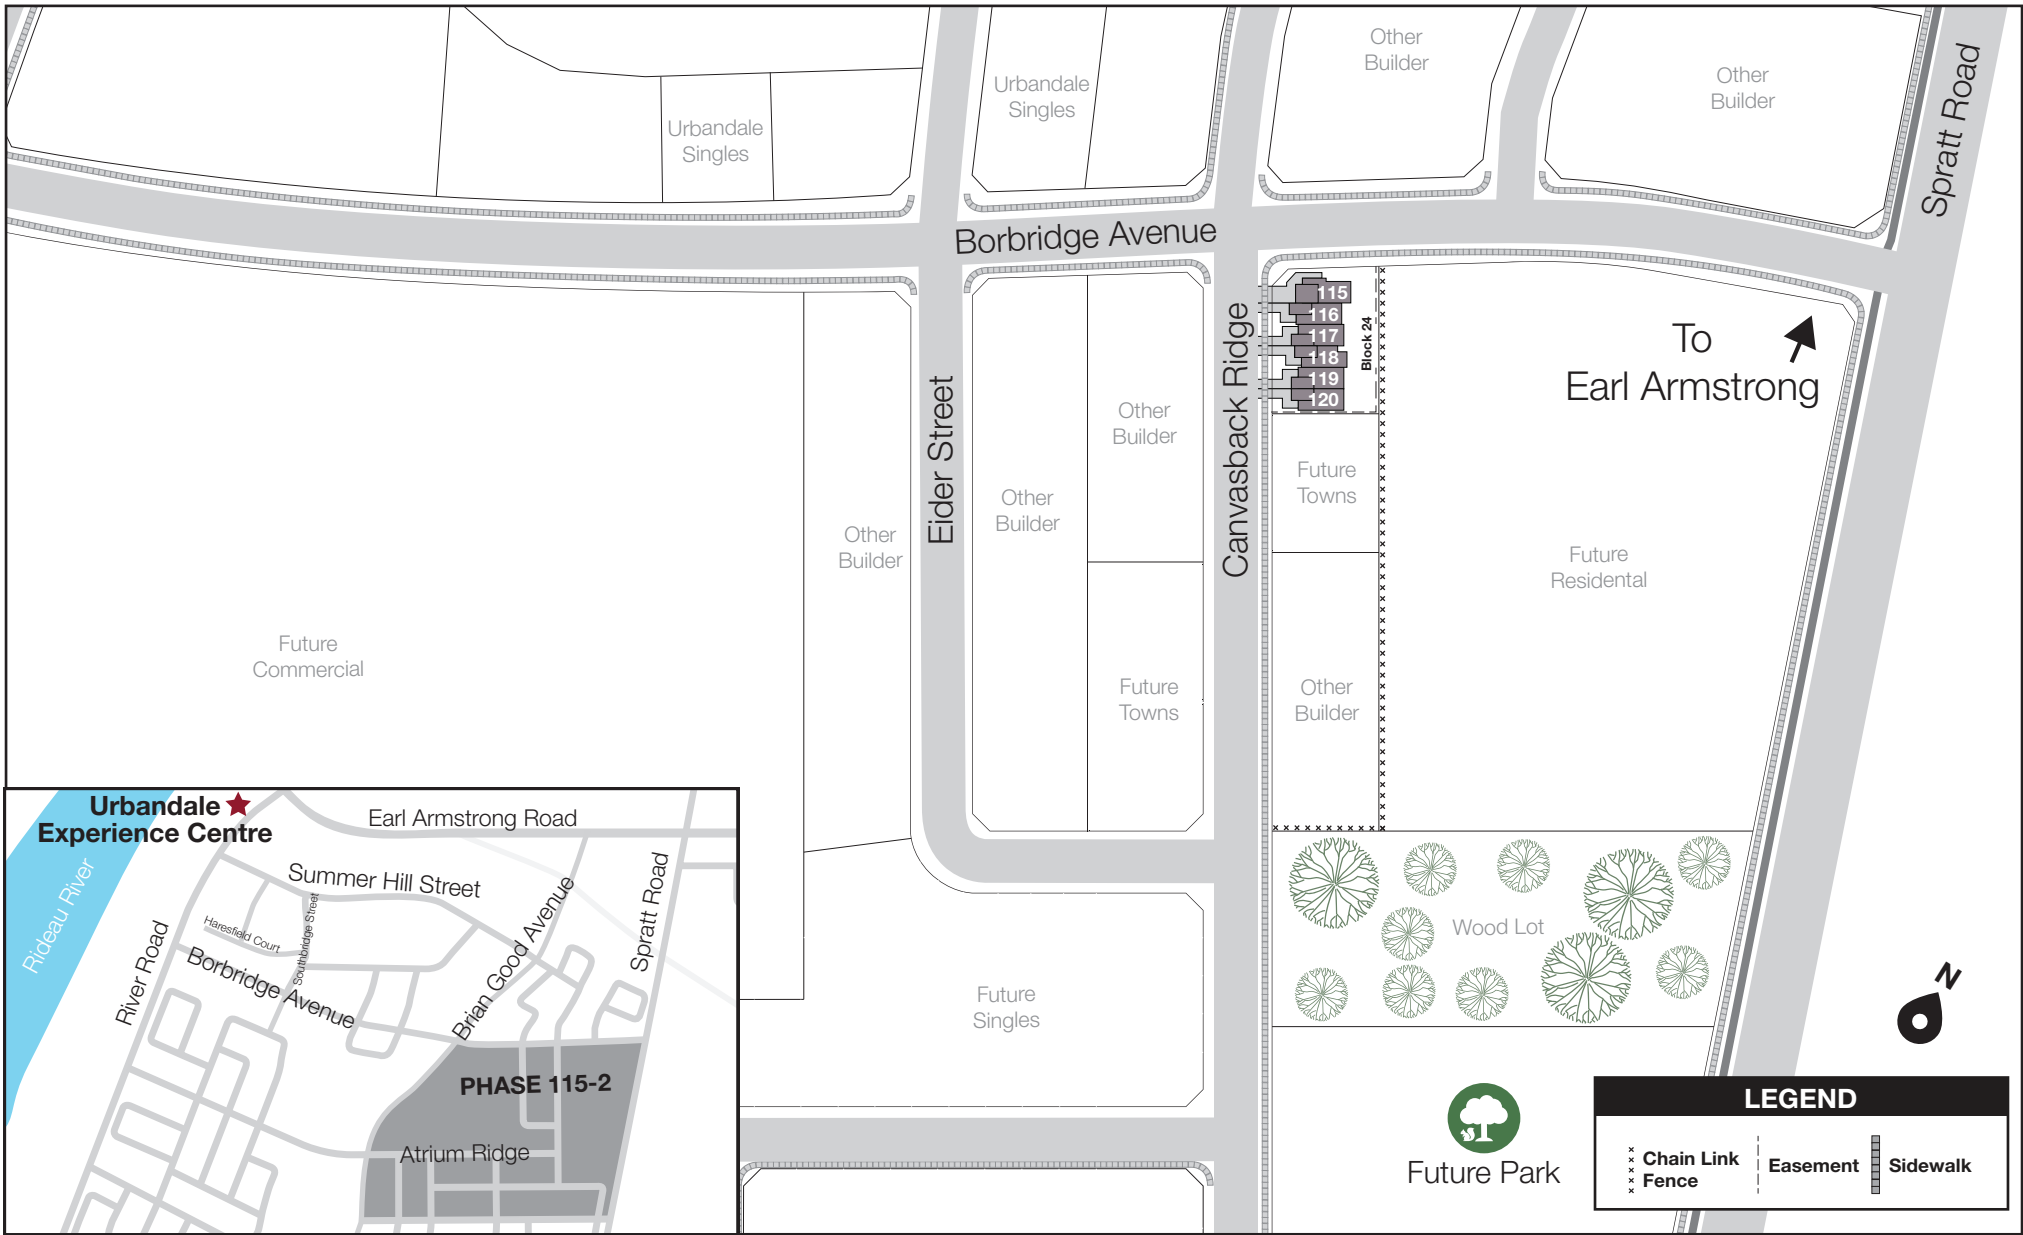 Other
Builder
Other
Builder
Spratt Road
Urbandale
Singles
Urbandale
Singles
Borbridge Avenue
115
116
117
118
119
120
Block 24
To
Earl Armstrong
Canvasback Ridge
Eider Street
Other
Builder
Future
Towns
Other
Builder
Other
Builder
Future
Residental
Future
Commercial
Future
Towns
Other
Builder
Wood Lot
Future
Singles
N
Future Park
LEGEND
Chain Link
Fence
Easement
Sidewalk
Urbandale
Experience Centre
Earl Armstrong Road
Rideau River
Summer Hill Street
Spratt Road
Haresfield Court
Southbridge Street
Brian Good Avenue
River Road
Borbridge Avenue
PHASE 115-2
Atrium Ridge